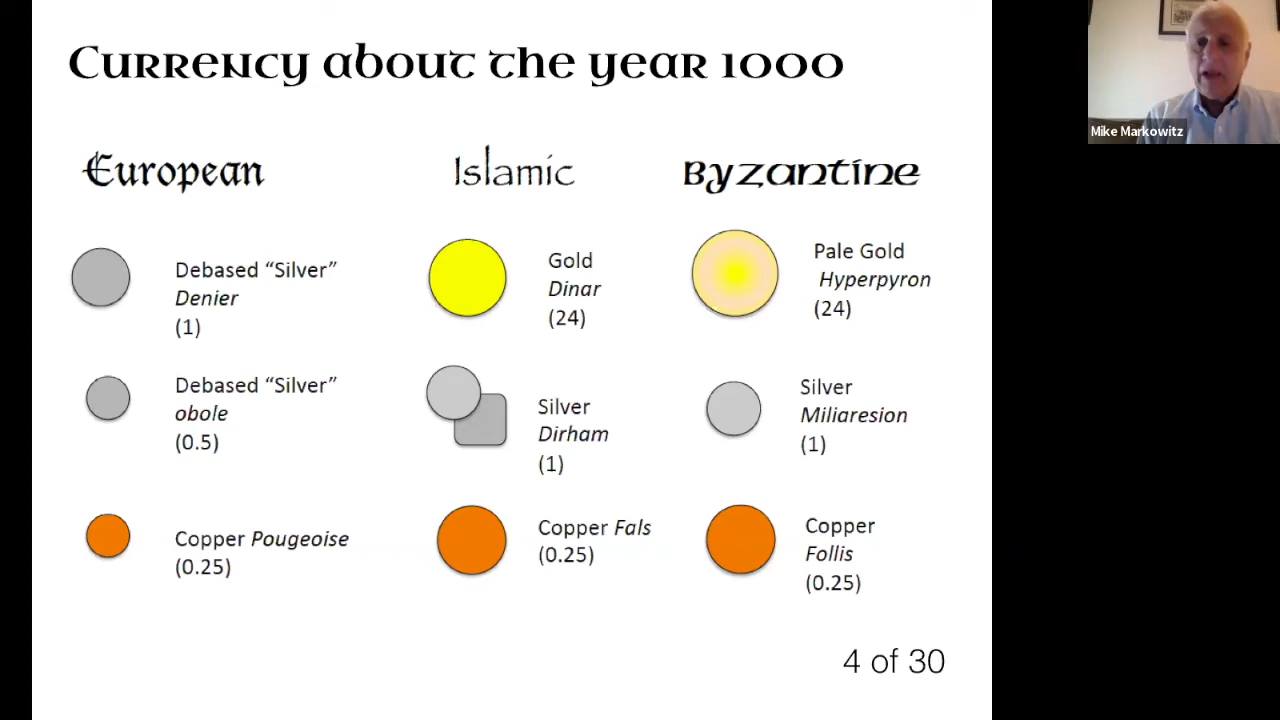 Currency about the year 1000
Mike Markowitz
European
Islamic
Byzantine
Debased “Silver”
Denier
(1)
Gold
Dinar
(24)
Pale Gold
Hyperpyron
(24)
Debased “Silver”
obole
(0.5)
Silver
Dirham
(1)
Silver
Miliaresion
(1)
Copper Pougeoise
(0.25)
Copper Fals
(0.25)
Copper
Follis
(0.25)
4 of 30